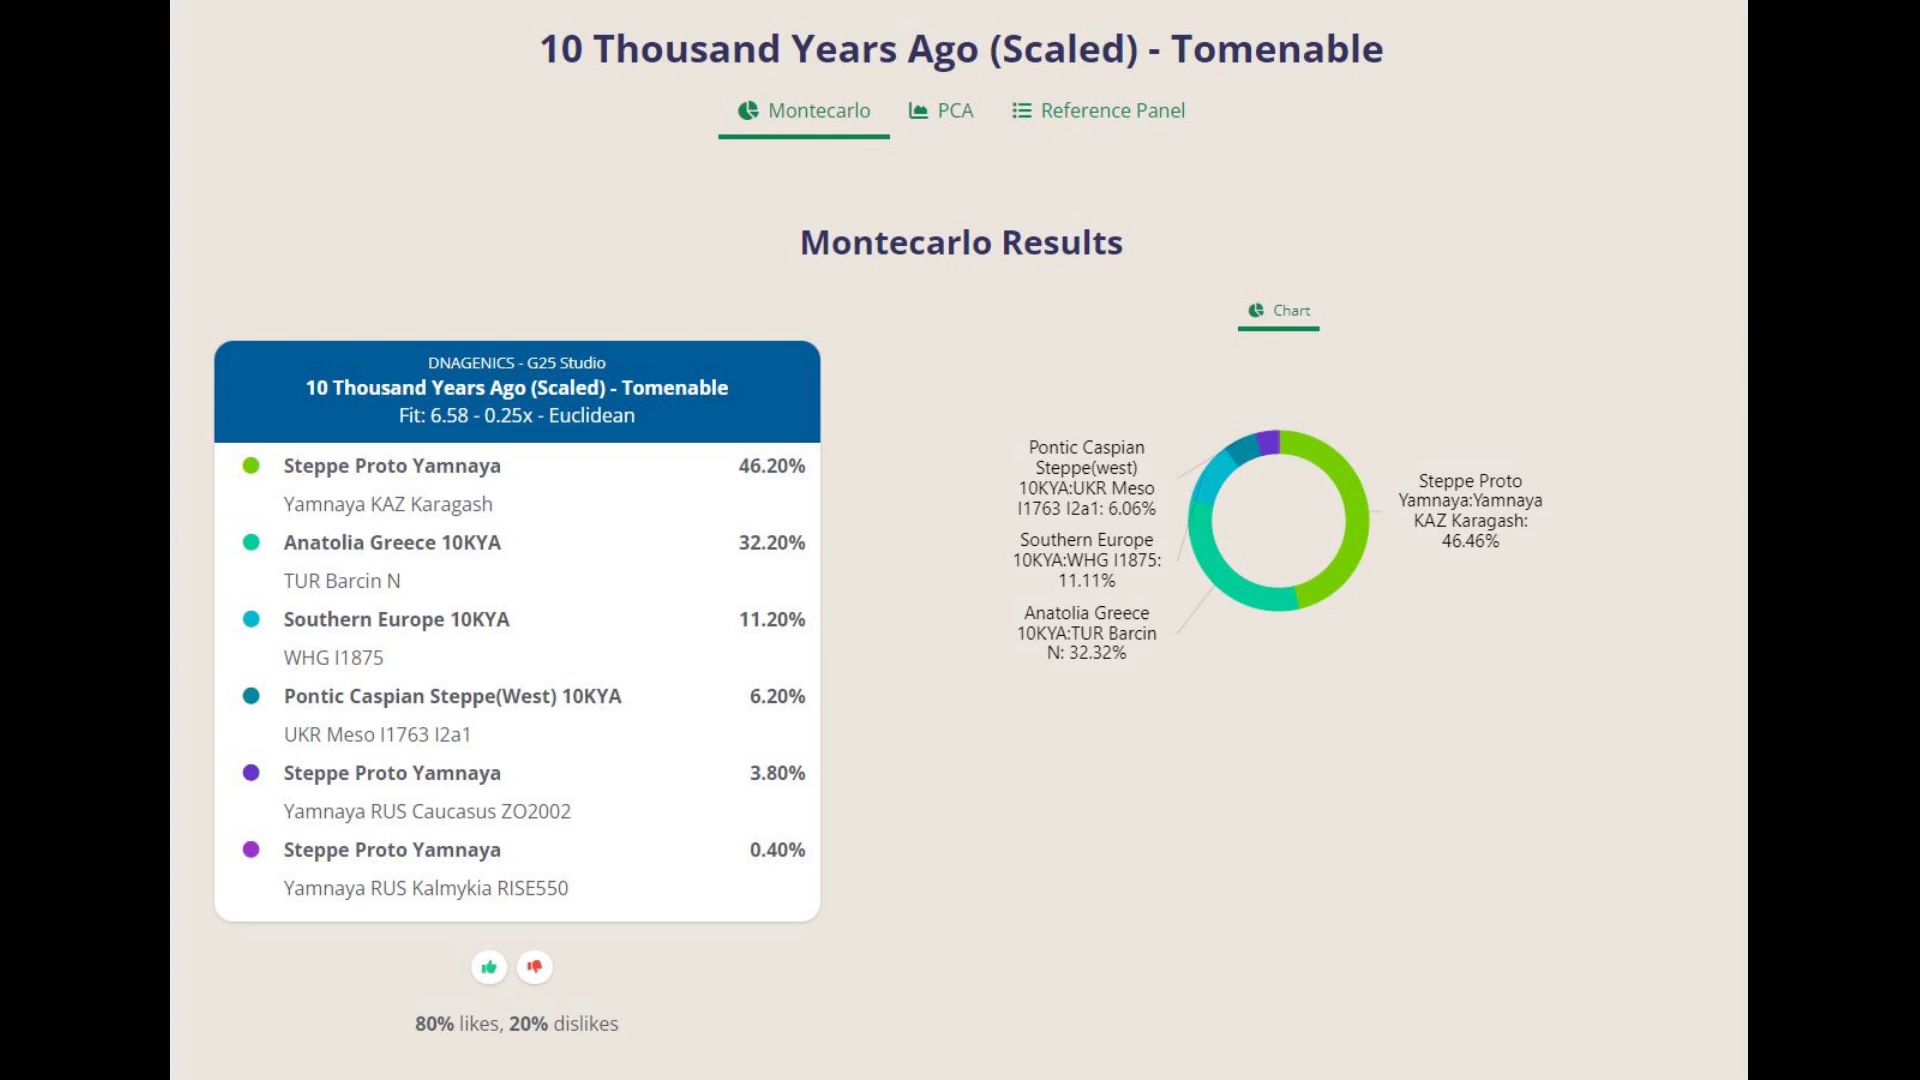 10 Thousand Years Ago (Scaled) - Tomenable
Montecarlo
PCA
Reference Panel
Montecarlo Results
Chart
DNAGENICS - G25 Studio
10 Thousand Years Ago (Scaled) - Tomenable
Fit: 6.58 - 0.25x - Euclidean
Steppe Proto Yamnaya 46.20%
Yamnaya KAZ Karagash
Anatolia Greece 10KYA 32.20%
TUR Barcin N
Southern Europe 10KYA 11.20%
WHG I1875
Pontic Caspian Steppe(West) 10KYA 6.20%
UKR Meso I1763 I2a1
Steppe Proto Yamnaya 3.80%
Yamnaya RUS Caucasus ZO2002
Steppe Proto Yamnaya 0.40%
Yamnaya RUS Kalmykia RISE550
80% likes, 20% dislikes
Pontic Caspian
Steppe(west)
10KYA:UKR Meso
I1763 I2a1: 6.06%
Southern Europe
10KYA:WHG I1875:
11.11%
Anatolia Greece
10KYA:TUR Barcin
N: 32.32%
Steppe Proto
Yamnaya:Yamnaya
KAZ Karagash:
46.46%